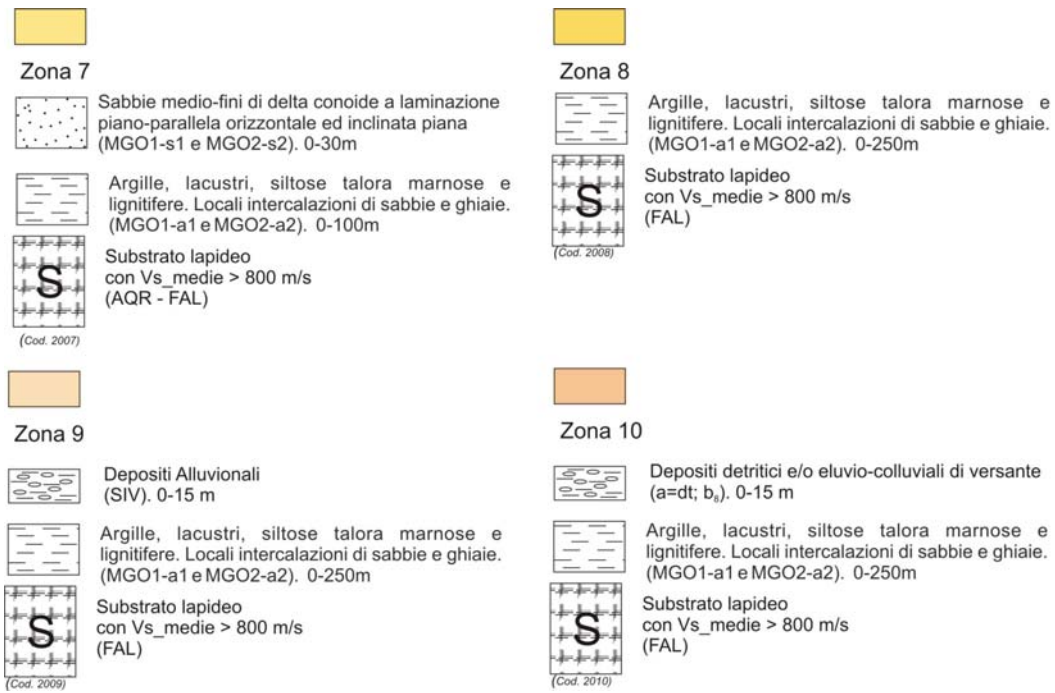 Zona 7
Sabbie medio-fini di delta conoide a laminazione
piano-parallela orizzontale ed inclinata piana
(MGO1-s1 e MGO2-s2). 0-30m
Argille, lacustri, siltose talora marnose e
lignitifere. Locali intercalazioni di sabbie e ghiaie.
(MGO1-a1 e MGO2-a2). 0-100m
S
Substrato lapideo
con Vs_medie > 800 m/s
(AQR - FAL)
(Cod. 2007)
Zona 8
Argille, lacustri, siltose talora marnose e
lignitifere. Locali intercalazioni di sabbie e ghiaie.
(MGO1-a1 e MGO2-a2). 0-250m
S
Substrato lapideo
con Vs_medie > 800 m/s
(FAL)
(Cod. 2008)
Zona 9
Depositi Alluvionali
(SIV). 0-15 m
Argille, lacustri, siltose talora marnose e
lignitifere. Locali intercalazioni di sabbie e ghiaie.
(MGO1-a1 e MGO2-a2). 0-250m
S
Substrato lapideo
con Vs_medie > 800 m/s
(FAL)
(Cod. 2009)
Zona 10
Depositi detritici e/o eluvio-colluviali di versante
(a=dt; b₈). 0-15 m
Argille, lacustri, siltose talora marnose e
lignitifere. Locali intercalazioni di sabbie e ghiaie.
(MGO1-a1 e MGO2-a2). 0-250m
S
Substrato lapideo
con Vs_medie > 800 m/s
(FAL)
(Cod. 2010)